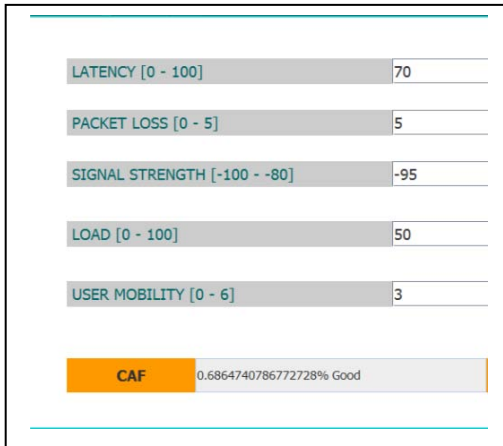 LATENCY [0 - 100] 70
PACKET LOSS [0 - 5] 5
SIGNAL STRENGTH [-100 - -80] -95
LOAD [0 - 100] 50
USER MOBILITY [0 - 6] 3
CAF 0.6864740786772728% Good